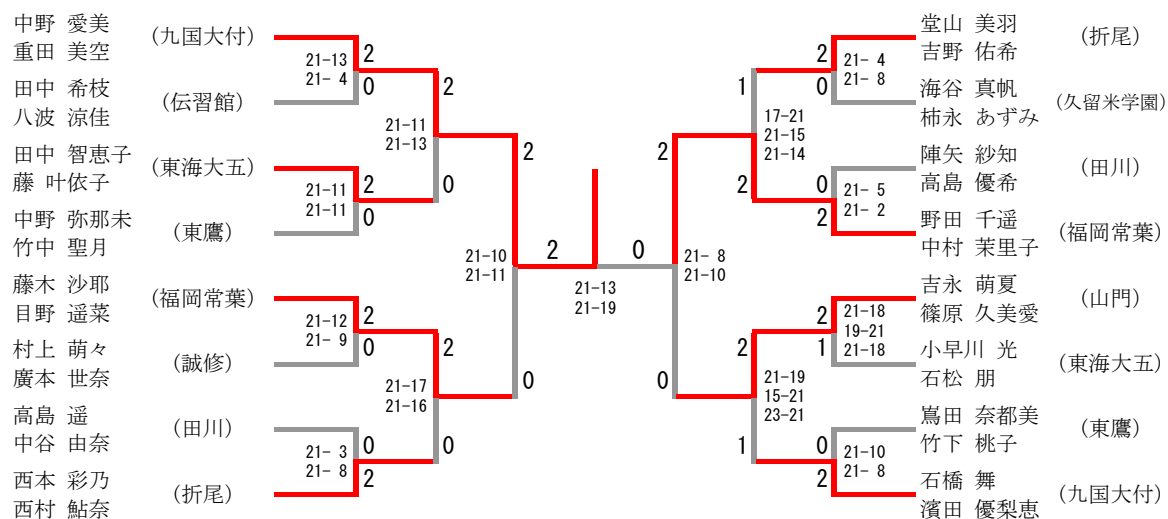 中野 愛美
重田 美空
(九国大付)
21-13
21- 4
2
0
田中 希枝
八波 涼佳
(伝習館)
2
21-11
21-13
0
田中 智恵子
藤 叶依子
(東海大五)
21-11
21-11
2
0
中野 弥那未
竹中 聖月
(東鷹)
2
21-10
21-11
0
藤木 沙耶
目野 遥菜
(福岡常葉)
21-12
21- 9
2
0
村上 萌々
廣本 世奈
(誠修)
2
21-17
21-16
0
高島 遥
中谷 由奈
(田川)
21- 3
21- 8
0
2
西本 彩乃
西村 鮎奈
(折尾)
2
0
21-13
21-19
堂山 美羽
吉野 佑希
(折尾)
2
0
21- 4
21- 8
海谷 真帆
柿永 あずみ
(久留米学園)
1
17-21
21-15
21-14
2
陣矢 紗知
高島 優希
(田川)
0
2
21- 5
21- 2
野田 千遥
中村 茉里子
(福岡常葉)
2
21- 8
21-10
0
吉永 萌夏
篠原 久美愛
(山門)
2
1
21-18
19-21
21-18
小早川 光
石松 朋
(東海大五)
2
21-19
15-21
23-21
1
嶌田 奈都美
竹下 桃子
(東鷹)
0
2
21-10
21- 8
石橋 舞
濱田 優梨恵
(九国大付)